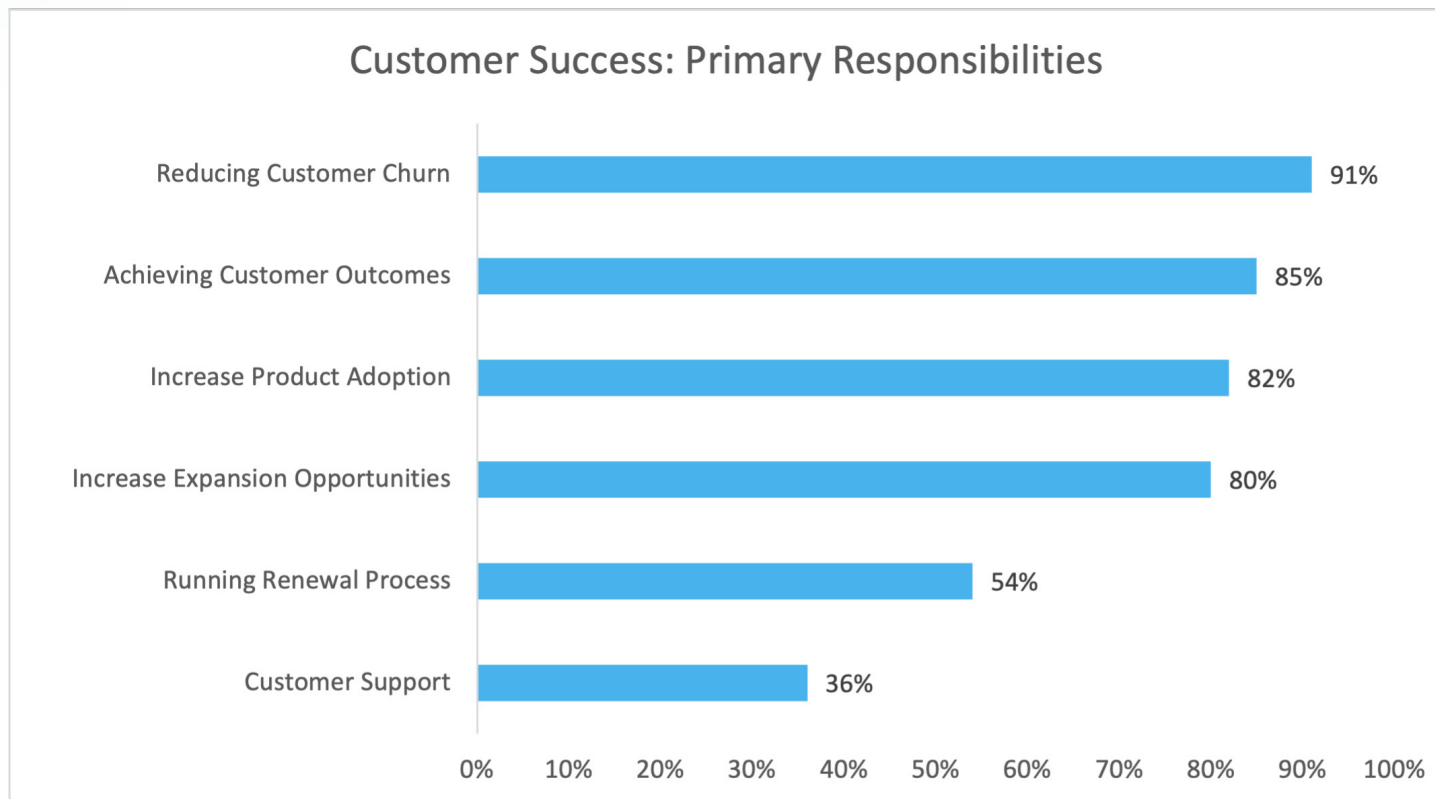 Customer Success: Primary Responsibilities
Reducing Customer Churn 91%
Achieving Customer Outcomes 85%
Increase Product Adoption 82%
Increase Expansion Opportunities 80%
Running Renewal Process 54%
Customer Support 36%
0% 10% 20% 30% 40% 50% 60% 70% 80% 90% 100%